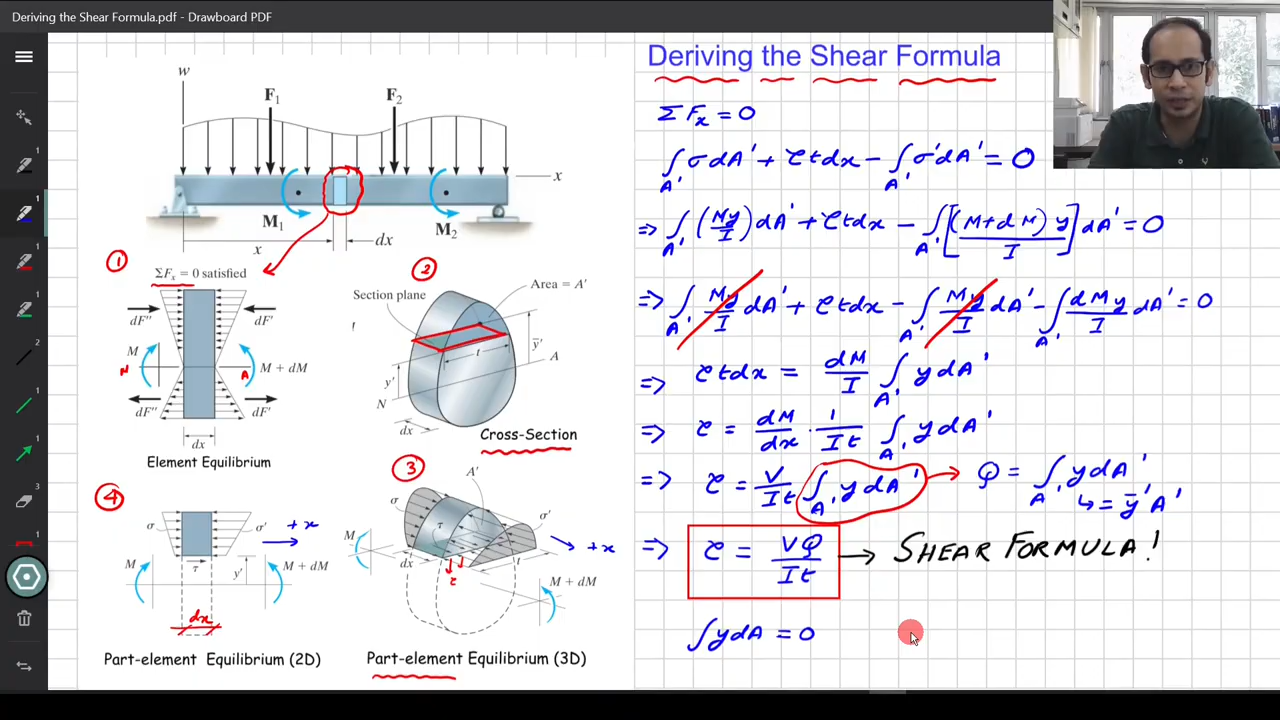 Deriving the Shear Formula.pdf - Drawboard PDF
w
F₁
F₂
x
M₁
M₂
x
dx
①
ΣFₓ = 0 satisfied
dF″
dF′
M
M + dM
N
A
dF″
dF′
dx
Element Equilibrium
②
Section plane
Area = A′
t
ȳ′
A
y′
N
dx
Cross-Section
③
A′
σ
τ
σ′
M
dx
t
+x
τ
M + dM
Part-element Equilibrium (3D)
④
σ
σ′
+x
M
τ
y′
M + dM
dx
Part-element Equilibrium (2D)
Deriving the Shear Formula
Σ Fₓ = 0
∫A′ σ dA′ + τ t dx − ∫A′ σ′ dA′ = 0
⇒ ∫A′ (My/I) dA′ + τ t dx − ∫A′ [(M + dM) y / I] dA′ = 0
⇒ ∫A′ My/I dA′ + τ t dx − ∫A′ My/I dA′ − ∫A′ dMy/I dA′ = 0
⇒ τ t dx = dM/I ∫A′ y dA′
⇒ τ = dM/dx · 1/It ∫A′ y dA′
⇒ τ = V/It ∫A′ y dA′ → Q = ∫A′ y dA′
↳ = ȳ′ A′
⇒ τ = VQ/It → SHEAR FORMULA!
∫ y dA = 0